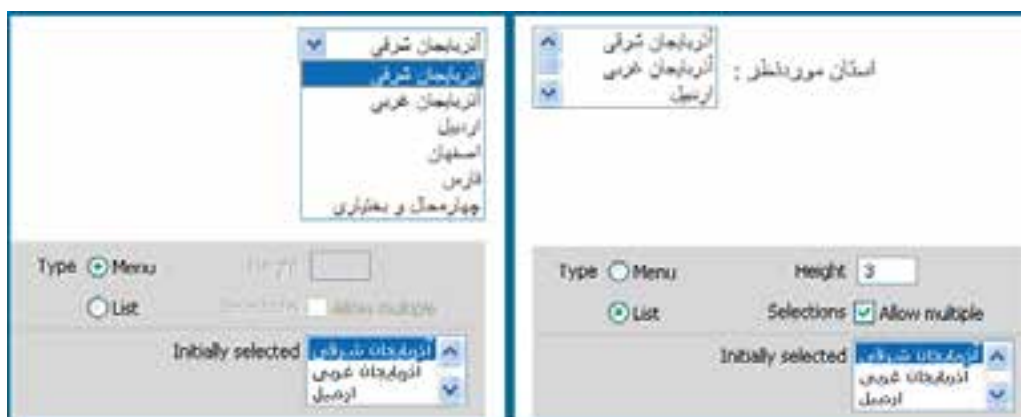 آذربایجان شرقی
آذربایجان شرقی
آذربایجان غربی
اردبیل
اصفهان
فارس
چهارمحال و بختیاری
Type Menu Height
List Selections Allow multiple
Initially selected آذربایجان شرقی
آذربایجان غربی
اردبیل
آذربایجان شرقی
استان موردنظر : آذربایجان غربی
اردبیل
Type Menu Height 3
List Selections Allow multiple
Initially selected آذربایجان شرقی
آذربایجان غربی
اردبیل